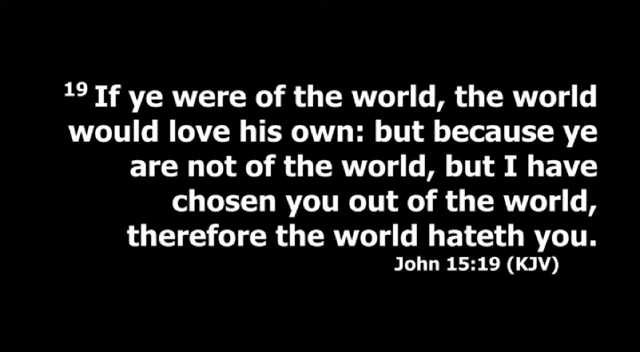 19 If ye were of the world, the world
would love his own: but because ye
are not of the world, but I have
chosen you out of the world,
therefore the world hateth you.
John 15:19 (KJV)